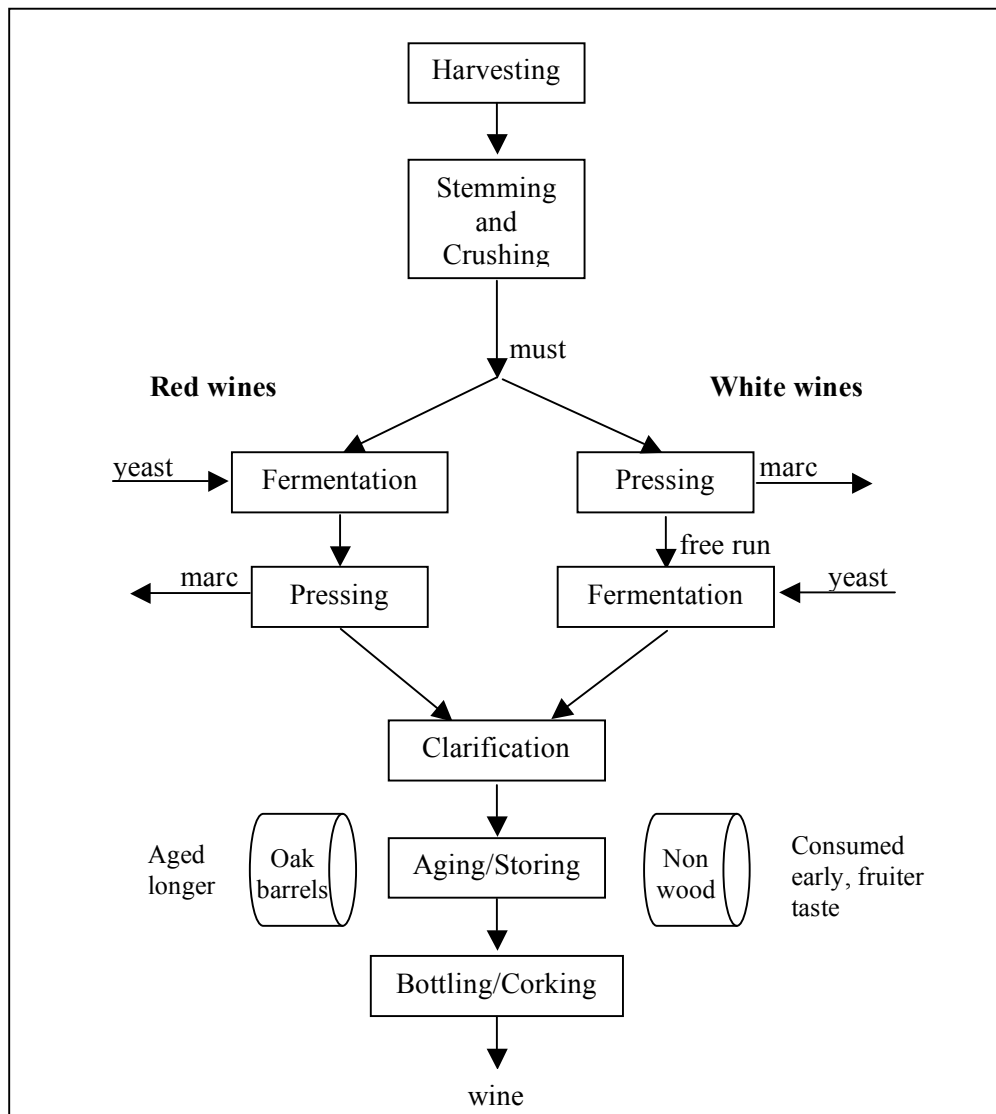 Harvesting
Stemming
and
Crushing
must
Red wines
White wines
yeast
Fermentation
Pressing
marc
free run
marc
Pressing
Fermentation
yeast
Clarification
Aged
longer
Oak
barrels
Aging/Storing
Non
wood
Consumed
early, fruiter
taste
Bottling/Corking
wine